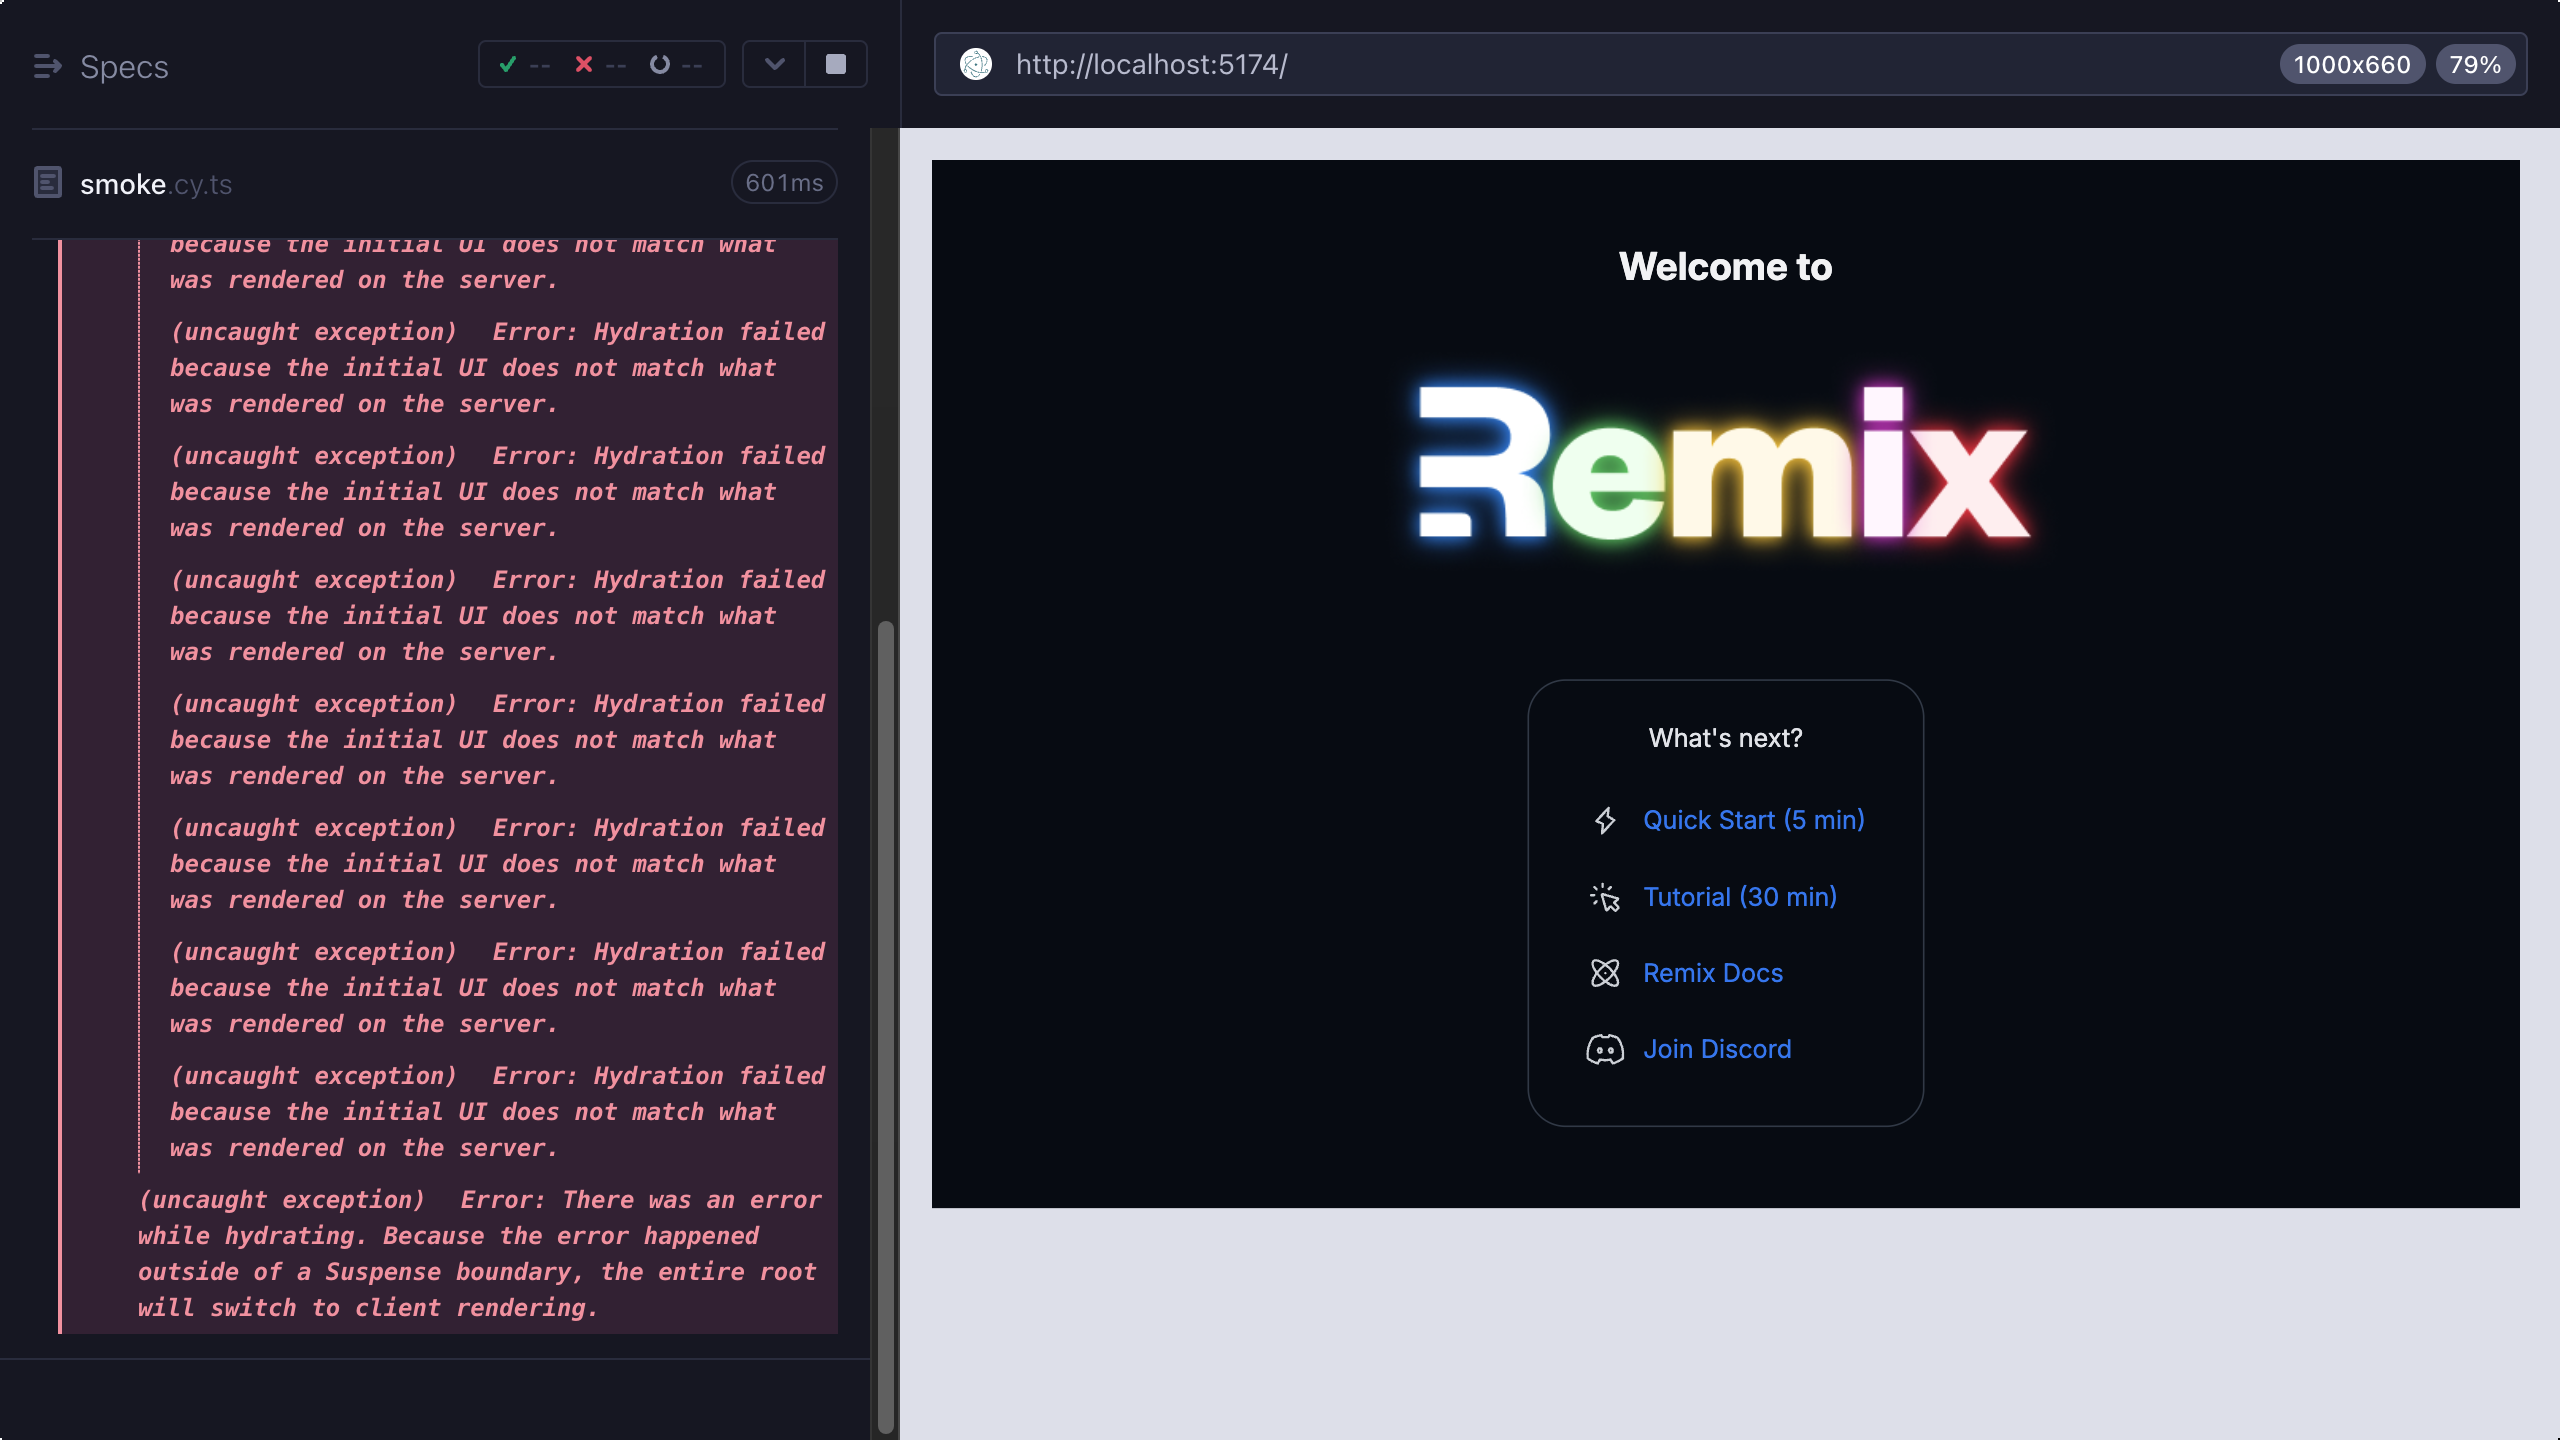 Specs
-- -- --
smoke.cy.ts
601ms
because the initial UI does not match what
was rendered on the server.
(uncaught exception) Error: Hydration failed
because the initial UI does not match what
was rendered on the server.
(uncaught exception) Error: Hydration failed
because the initial UI does not match what
was rendered on the server.
(uncaught exception) Error: Hydration failed
because the initial UI does not match what
was rendered on the server.
(uncaught exception) Error: Hydration failed
because the initial UI does not match what
was rendered on the server.
(uncaught exception) Error: Hydration failed
because the initial UI does not match what
was rendered on the server.
(uncaught exception) Error: Hydration failed
because the initial UI does not match what
was rendered on the server.
(uncaught exception) Error: Hydration failed
because the initial UI does not match what
was rendered on the server.
(uncaught exception) Error: There was an error
while hydrating. Because the error happened
outside of a Suspense boundary, the entire root
will switch to client rendering.
http://localhost:5174/
1000x660
79%
Welcome to
Remix
What's next?
Quick Start (5 min)
Tutorial (30 min)
Remix Docs
Join Discord